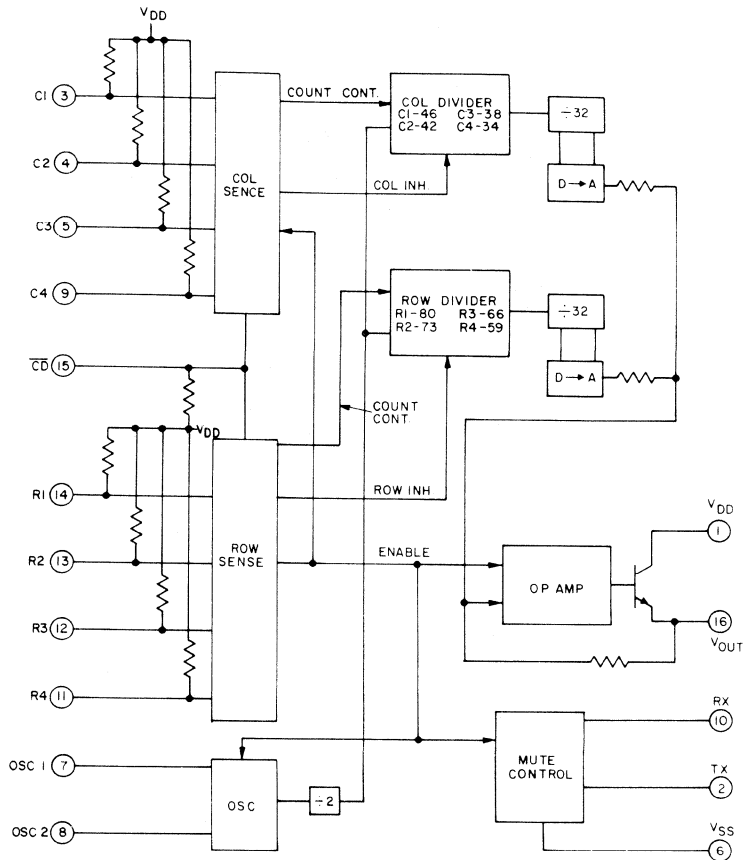 VDD
C1 3
C2 4
C3 5
C4 9
COL
SENCE
COUNT CONT.
COL INH.
COL DIVIDER
C1-46 C3-38
C2-42 C4-34
÷32
D→A
ROW DIVIDER
R1-80 R3-66
R2-73 R4-59
÷32
D→A
CD 15
VDD
COUNT
CONT.
R1 14
R2 13
R3 12
R4 11
ROW
SENSE
ROW INH
ENABLE
OP AMP
VDD
1
16
VOUT
OSC 1 7
OSC 2 8
OSC
÷2
MUTE
CONTROL
RX
10
TX
2
VSS
6